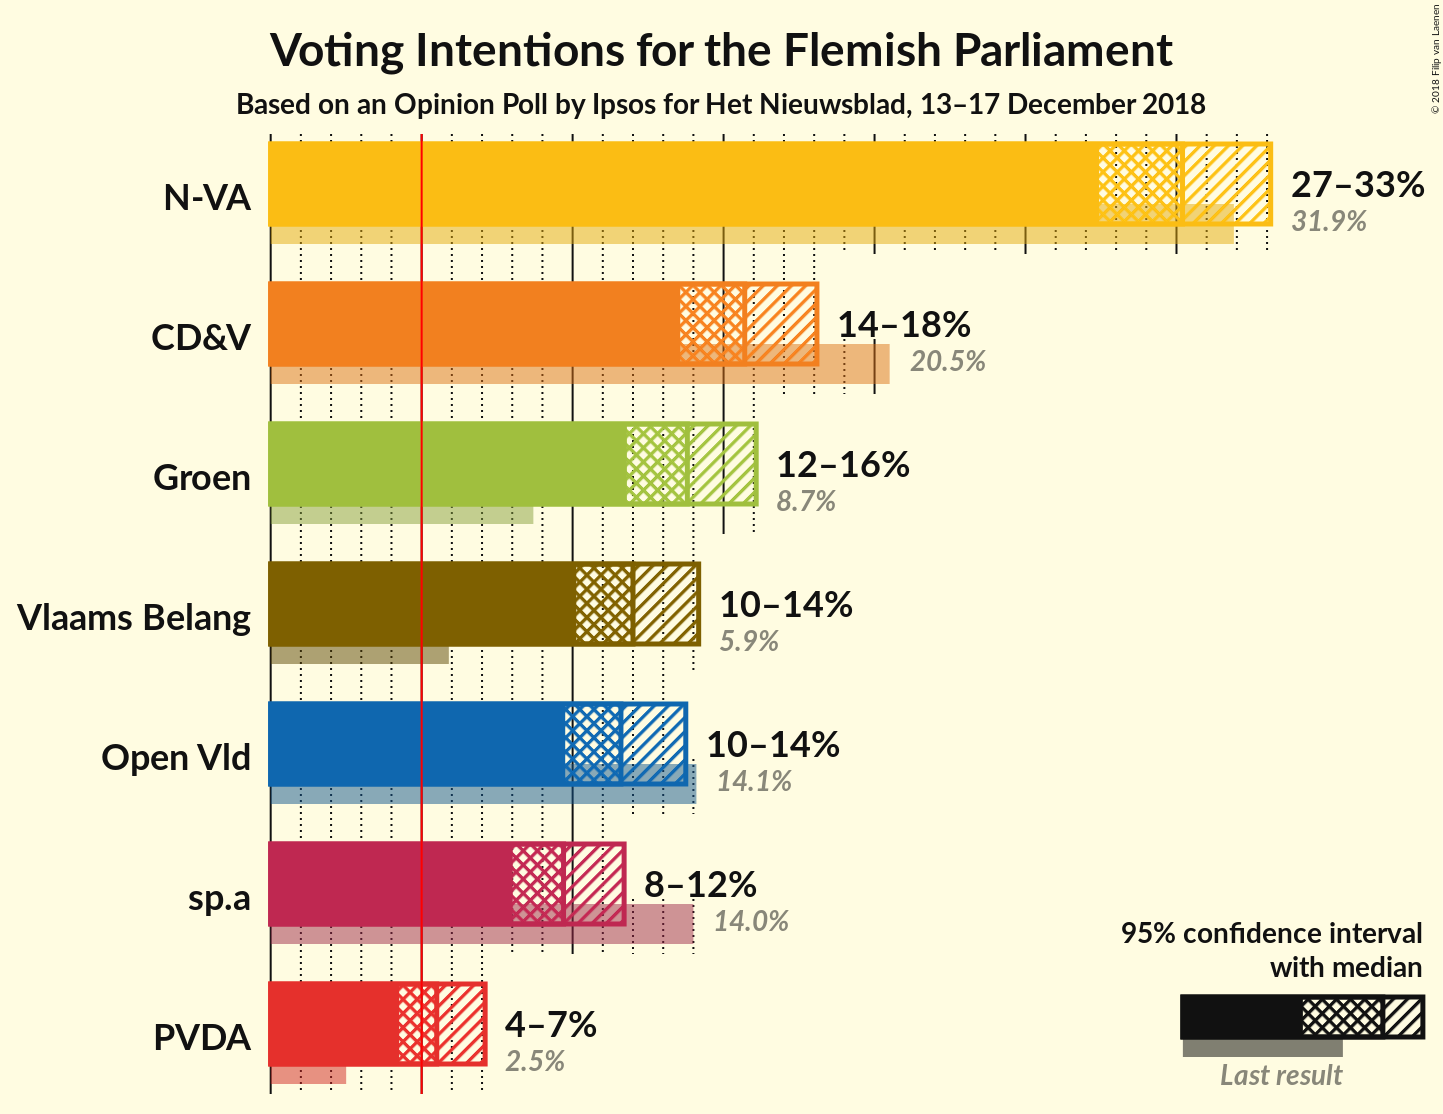 Voting Intentions for the Flemish Parliament
Based on an Opinion Poll by Ipsos for Het Nieuwsblad, 13–17 December 2018
© 2018 Filip van Laenen
N-VA
27–33%
31.9%
CD&V
14–18%
20.5%
Groen
12–16%
8.7%
Vlaams Belang
10–14%
5.9%
Open Vld
10–14%
14.1%
sp.a
8–12%
14.0%
PVDA
4–7%
2.5%
95% confidence interval
with median
Last result